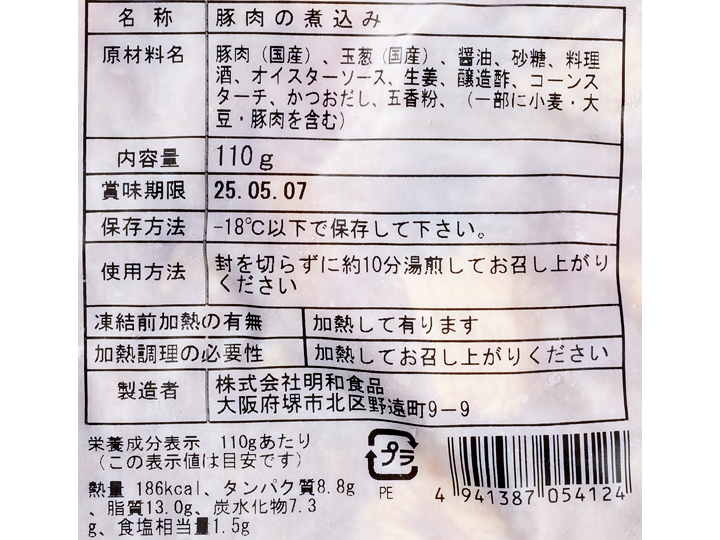 名称 豚肉の煮込み
原材料名 豚肉（国産）、玉葱（国産）、醤油、砂糖、料理
酒、オイスターソース、生姜、醸造酢、コーンス
ターチ、かつおだし、五香粉、（一部に小麦・大
豆・豚肉を含む）
内容量 110g
賞味期限 25.05.07
保存方法 -18℃以下で保存して下さい。
使用方法 封を切らずに約10分湯煎してお召し上がり
ください
凍結前加熱の有無 加熱して有ります
加熱調理の必要性 加熱してお召し上がりください
製造者 株式会社明和食品
大阪府堺市北区野遠町9-9
栄養成分表示 110gあたり
（この表示値は目安です）
熱量 186kcal、タンパク質8.8g
、脂質13.0g、炭水化物7.3
g、食塩相当量1.5g
プラ
PE
4 941387 054124